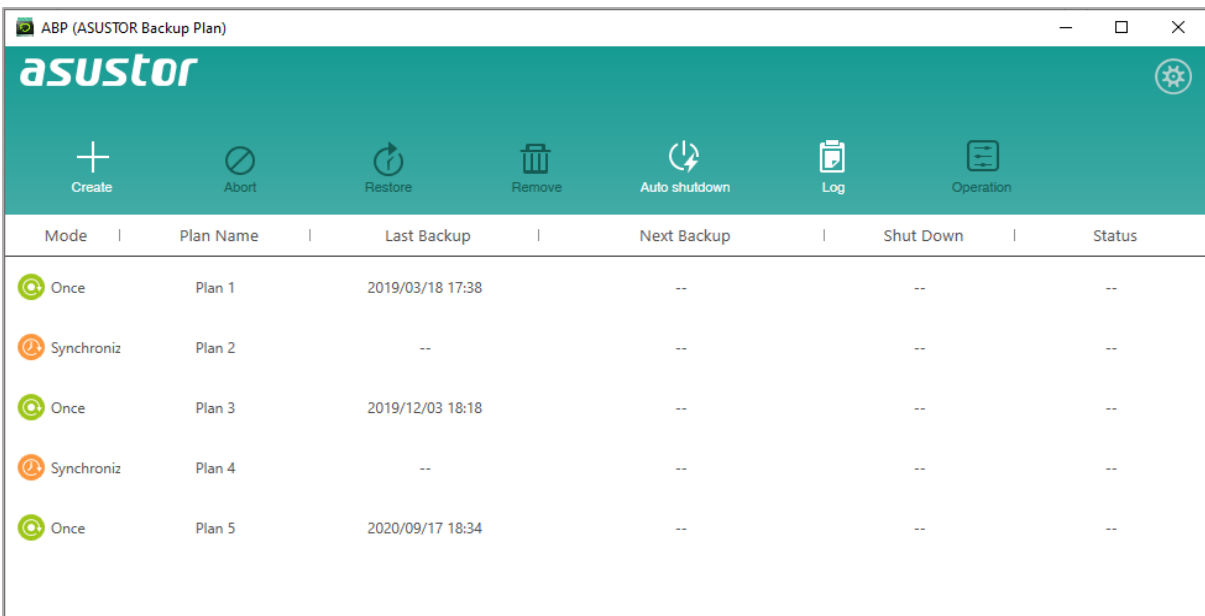 ABP (ASUSTOR Backup Plan)
asustor
Create Abort Restore Remove Auto shutdown Log Operation
Mode Plan Name Last Backup Next Backup Shut Down Status
Once Plan 1 2019/03/18 17:38 -- -- --
Synchroniz Plan 2 -- -- -- --
Once Plan 3 2019/12/03 18:18 -- -- --
Synchroniz Plan 4 -- -- -- --
Once Plan 5 2020/09/17 18:34 -- -- --